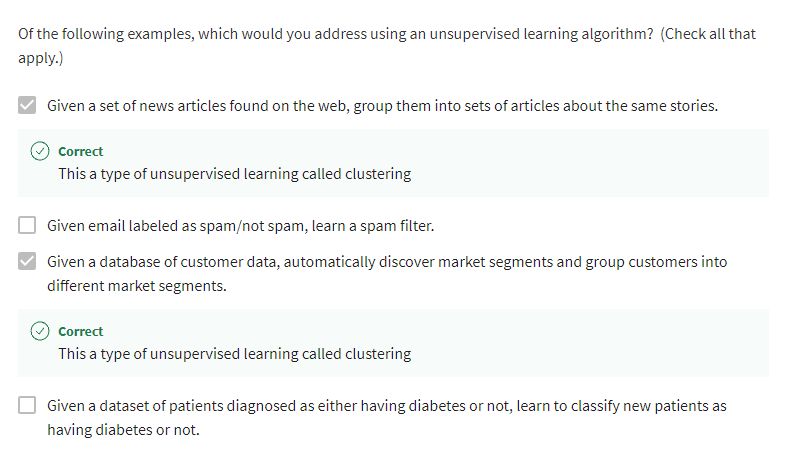 Of the following examples, which would you address using an unsupervised learning algorithm? (Check all that
apply.)
Given a set of news articles found on the web, group them into sets of articles about the same stories.
Correct
This a type of unsupervised learning called clustering
Given email labeled as spam/not spam, learn a spam filter.
Given a database of customer data, automatically discover market segments and group customers into
different market segments.
Correct
This a type of unsupervised learning called clustering
Given a dataset of patients diagnosed as either having diabetes or not, learn to classify new patients as
having diabetes or not.